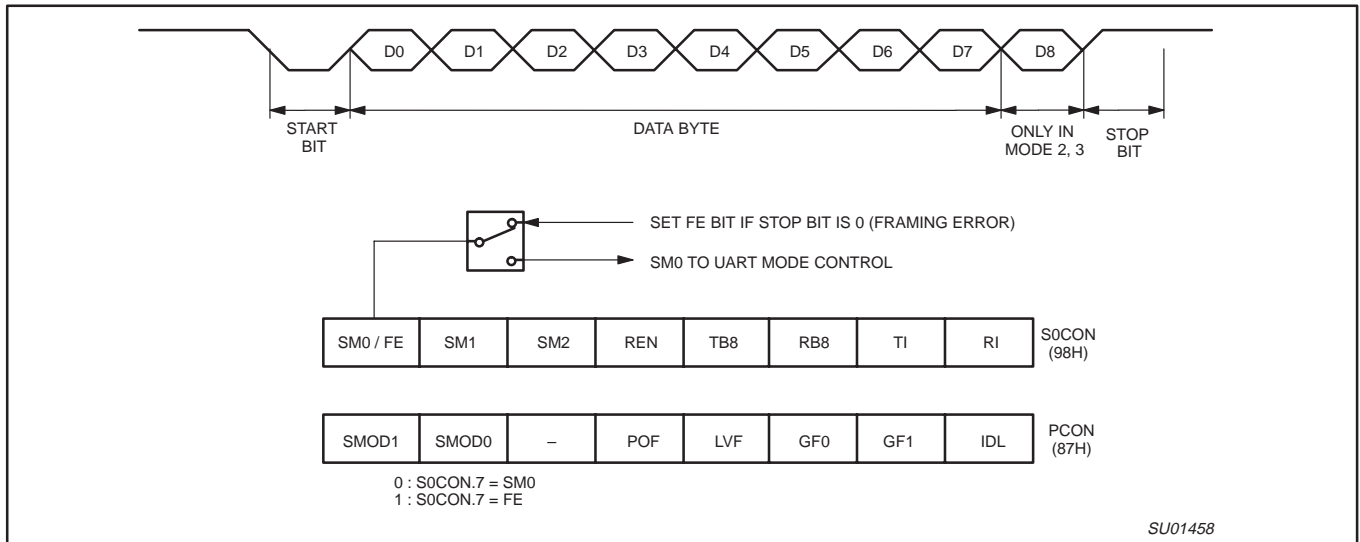 D0 D1 D2 D3 D4 D5 D6 D7 D8
START
BIT
DATA BYTE
ONLY IN
MODE 2, 3
STOP
BIT
SET FE BIT IF STOP BIT IS 0 (FRAMING ERROR)
SM0 TO UART MODE CONTROL
SM0 / FE SM1 SM2 REN TB8 RB8 TI RI
S0CON
(98H)
SMOD1 SMOD0 – POF LVF GF0 GF1 IDL
PCON
(87H)
0 : S0CON.7 = SM0
1 : S0CON.7 = FE
SU01458